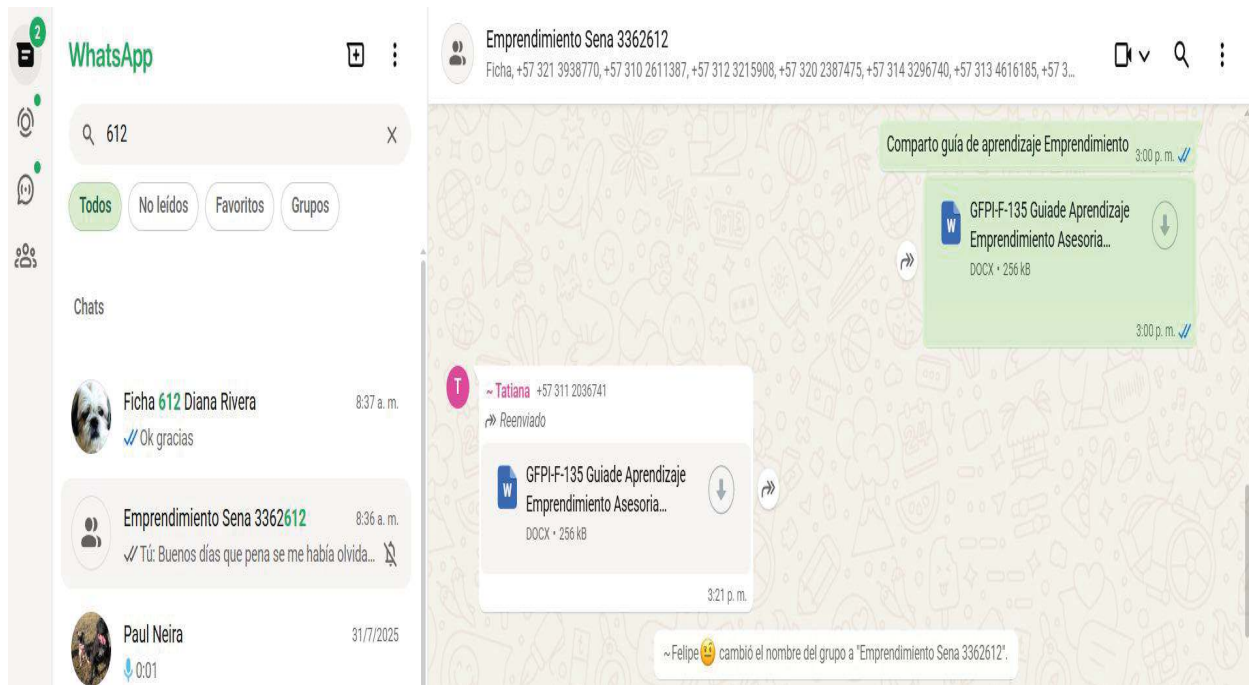 2
WhatsApp
612
Todos
No leídos
Favoritos
Grupos
Chats
Ficha 612 Diana Rivera
8:37 a. m.
Ok gracias
Emprendimiento Sena 3362612
8:36 a. m.
Tú: Buenos días que pena se me había olvida...
Paul Neira
31/7/2025
0:01
Emprendimiento Sena 3362612
Ficha, +57 321 3938770, +57 310 2611387, +57 312 3215908, +57 320 2387475, +57 314 3296740, +57 313 4616185, +57 3...
Comparto guía de aprendizaje Emprendimiento
3:00 p. m.
W
GFPI-F-135 Guiade Aprendizaje
Emprendimiento Asesoria...
DOCX • 256 kB
3:00 p. m.
T
~ Tatiana +57 311 2036741
Reenviado
W
GFPI-F-135 Guiade Aprendizaje
Emprendimiento Asesoria...
DOCX • 256 kB
3:21 p. m.
~ Felipe🤨 cambió el nombre del grupo a "Emprendimiento Sena 3362612".